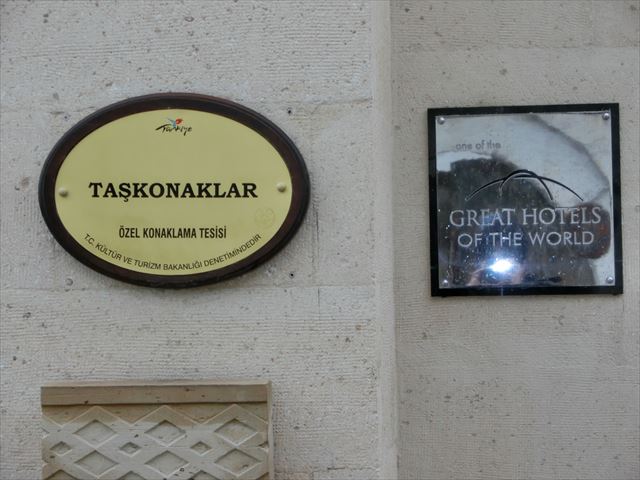 Türkiye
TAŞKONAKLAR
ÖZEL KONAKLAMA TESİSİ
T.C. KÜLTÜR VE TURİZM BAKANLIĞI DENETİMİNDEDİR
one of the
GREAT HOTELS
OF THE WORLD